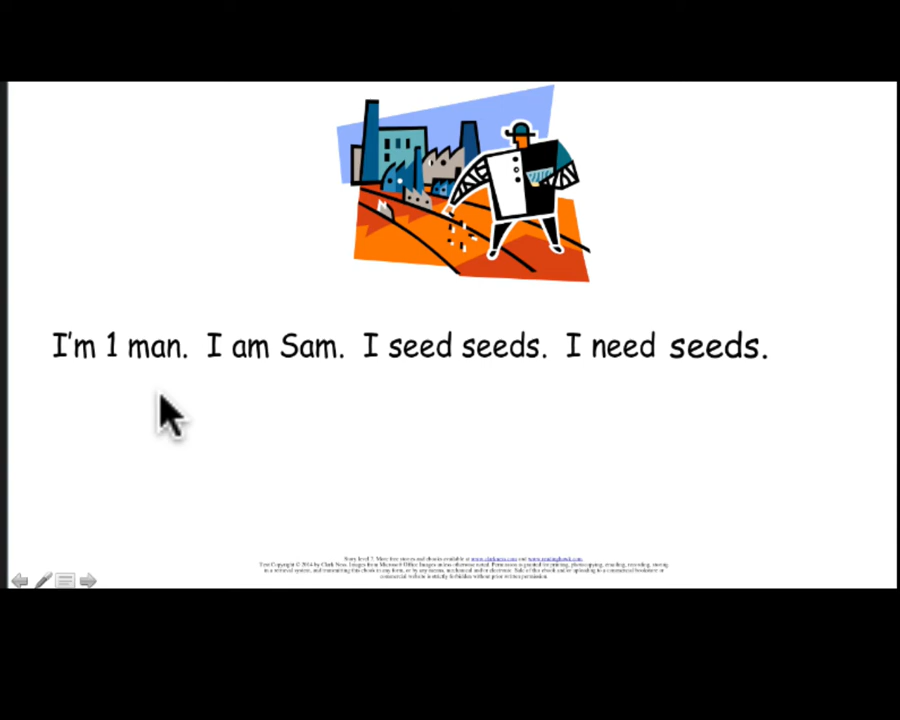 I'm 1 man. I am Sam. I seed seeds. I need seeds.
Story level 7. More free stories and ebooks available at www.clarkness.com and www.readinghawk.com
Text Copyright © 2014 by Clark Ness. Images from Microsoft Office Images unless otherwise noted. Permission is granted for printing, photocopying, emailing, recording, storing
in a retrieval system, and transmitting this ebook in any form, or by any means, mechanical and/or electronic. Sale of this ebook and/or uploading to a commercial bookstore or
commercial website is strictly forbidden without prior written permission.